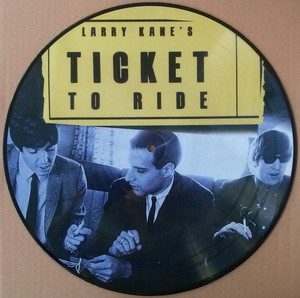 LARRY KANE'S
TICKET
TO RIDE